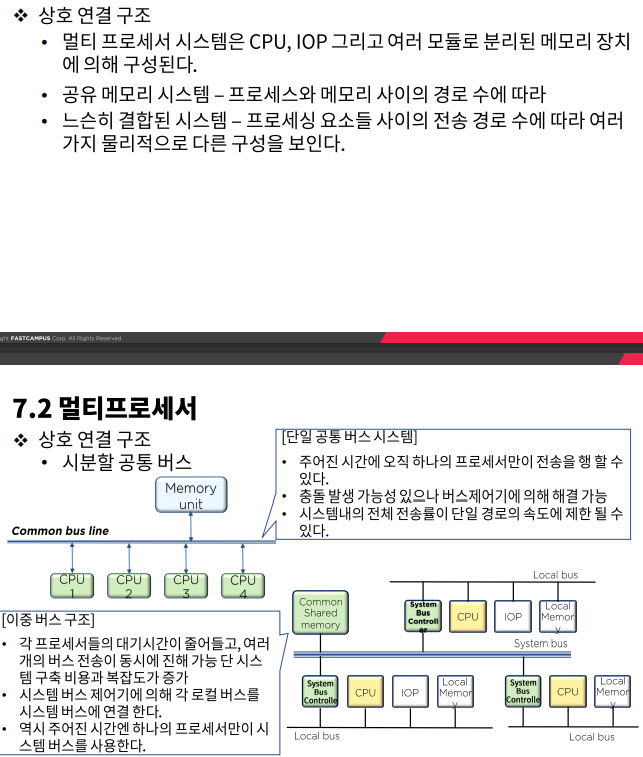 ❖ 상호 연결 구조
• 멀티 프로세서 시스템은 CPU, IOP 그리고 여러 모듈로 분리된 메모리 장치
에 의해 구성된다.
• 공유 메모리 시스템 – 프로세스와 메모리 사이의 경로 수에 따라
• 느슨히 결합된 시스템 – 프로세싱 요소들 사이의 전송 경로 수에 따라 여러
가지 물리적으로 다른 구성을 보인다.
ght FASTCAMPUS Corp. All Rights Reserved
7.2 멀티프로세서
❖ 상호 연결 구조
• 시분할 공통 버스
[단일 공통 버스 시스템]
• 주어진 시간에 오직 하나의 프로세서만이 전송을 행 할 수
있다.
• 충돌 발생 가능성 있으나 버스제어기에 의해 해결 가능
• 시스템내의 전체 전송률이 단일 경로의 속도에 제한 될 수
있다.
Memory
unit
Common bus line
CPU
1
CPU
2
CPU
3
CPU
4
[이중 버스 구조]
• 각 프로세서들의 대기시간이 줄어들고, 여러
개의 버스 전송이 동시에 진해 가능 단 시스
템 구축 비용과 복잡도가 증가
• 시스템 버스 제어기에 의해 각 로컬 버스를
시스템 버스에 연결 한다.
• 역시 주어진 시간엔 하나의 프로세서만이 시
스템 버스를 사용한다.
Local bus
Common
Shared
memory
System
Bus
Controll
er
CPU
IOP
Local
Memor
y
System bus
System
Bus
Controlle
CPU
IOP
Local
Memor
y
System
Bus
Controlle
CPU
Local
Memor
y
Local bus
Local bus